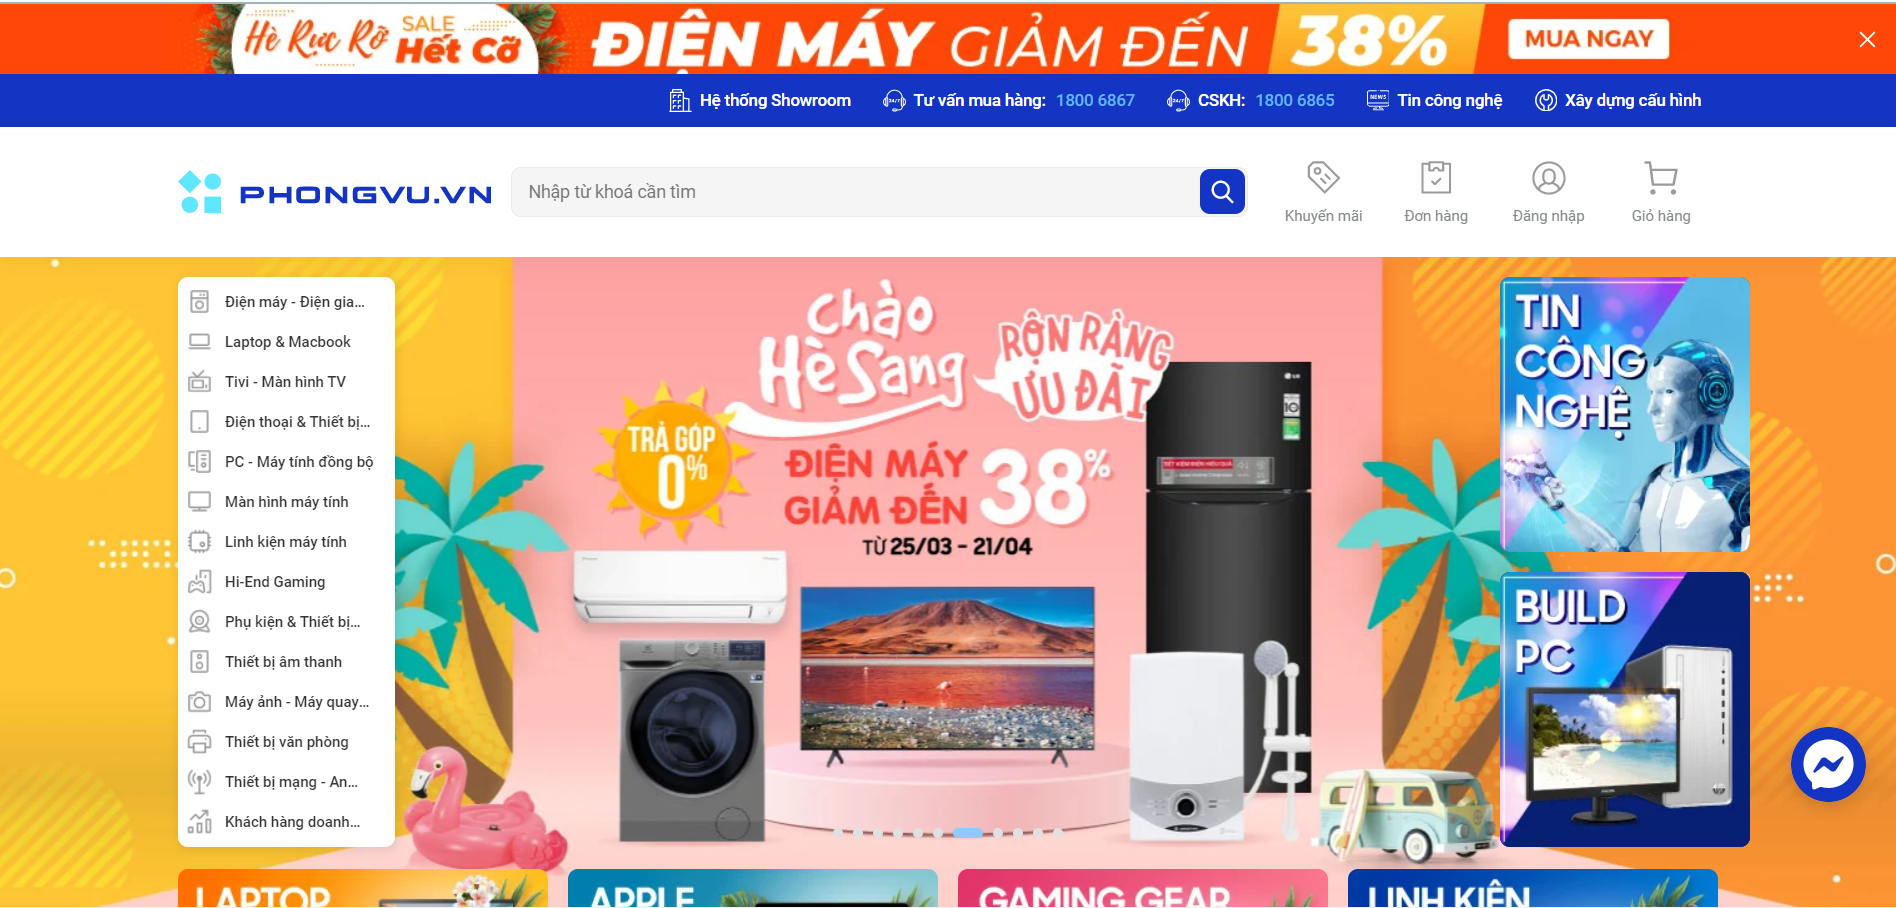 Hè Rực Rỡ SALE Hết Cỡ
ĐIỆN MÁY GIẢM ĐẾN 38% MUA NGAY
Hệ thống Showroom
Tư vấn mua hàng: 1800 6867
CSKH: 1800 6865
Tin công nghệ
Xây dựng cấu hình
PHONGVU.VN
Nhập từ khoá cần tìm
Khuyến mãi
Đơn hàng
Đăng nhập
Giỏ hàng
Điện máy - Điện gia...
Laptop & Macbook
Tivi - Màn hình TV
Điện thoại & Thiết bị...
PC - Máy tính đồng bộ
Màn hình máy tính
Linh kiện máy tính
Hi-End Gaming
Phụ kiện & Thiết bị...
Thiết bị âm thanh
Máy ảnh - Máy quay...
Thiết bị văn phòng
Thiết bị mạng - An...
Khách hàng doanh...
Chào
Hè Sang
RỘN RÀNG
ƯU ĐÃI
TRẢ GÓP
0%
ĐIỆN MÁY
GIẢM ĐẾN 38%
TỪ 25/03 - 21/04
LG
TIN
CÔNG
NGHỆ
BUILD
PC
LAPTOP
APPLE
GAMING GEAR
LINH KIỆN